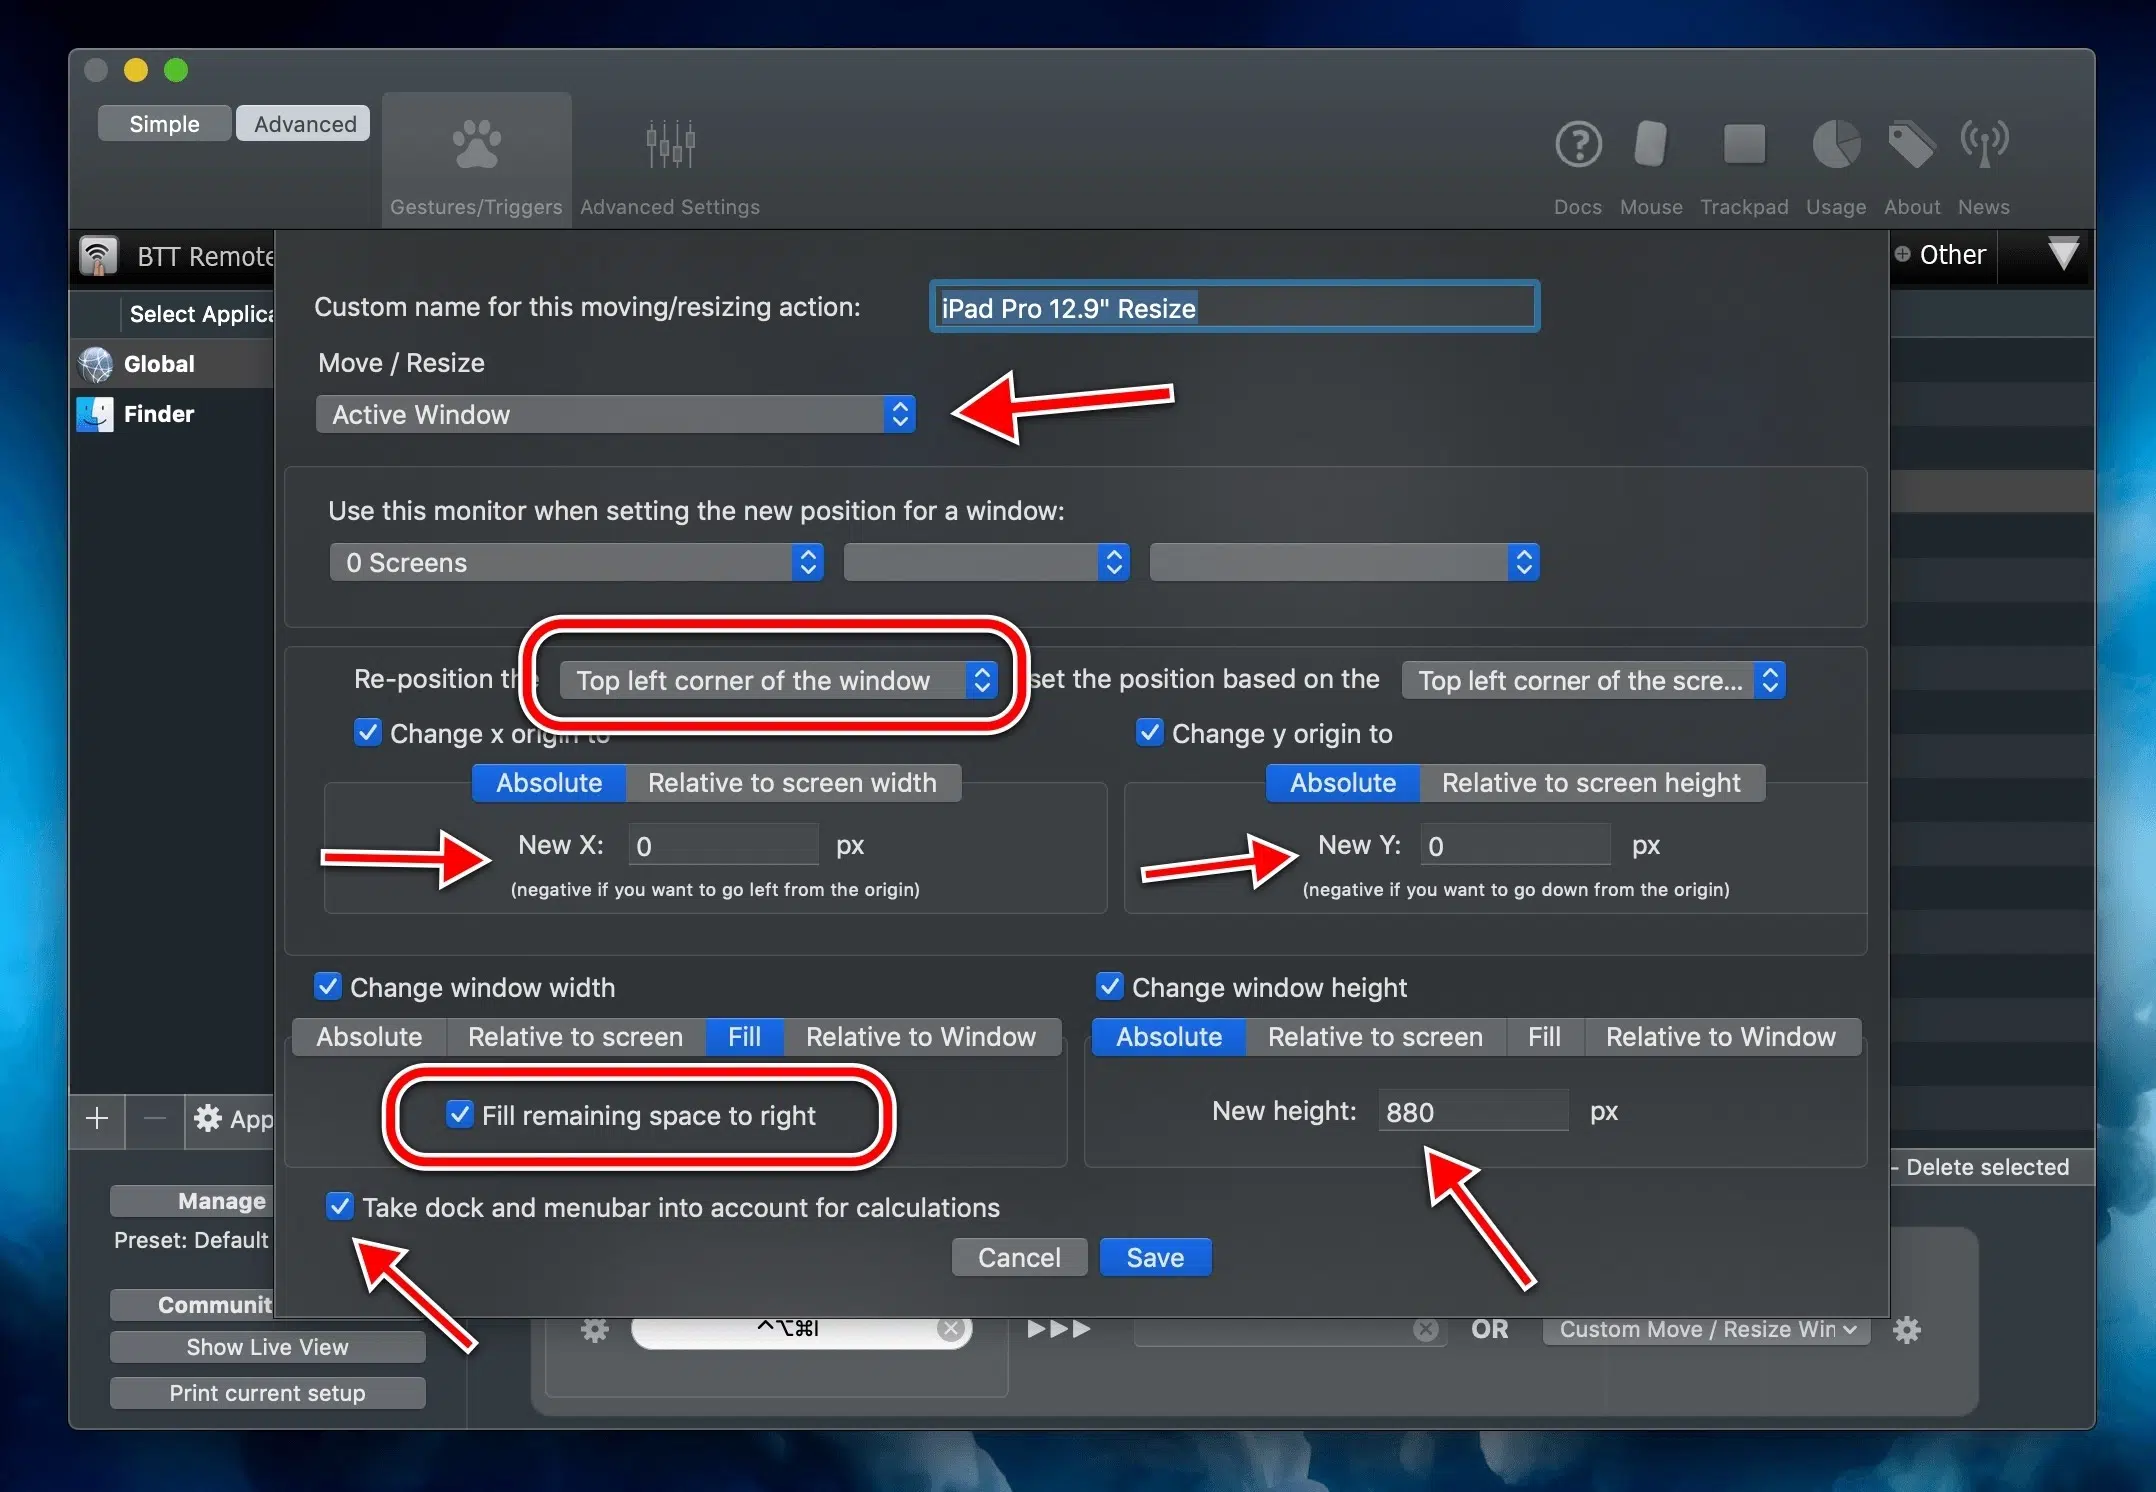 Simple
Advanced
Gestures/Triggers
Advanced Settings
Docs
Mouse
Trackpad
Usage
About
News
BTT Remote
Other
Select Applica
Global
Finder
Custom name for this moving/resizing action:
iPad Pro 12.9" Resize
Move / Resize
Active Window
Use this monitor when setting the new position for a window:
0 Screens
Re-position the
Top left corner of the window
set the position based on the
Top left corner of the scre...
Change x origin to
Change y origin to
Absolute
Relative to screen width
Absolute
Relative to screen height
New X:
0
px
New Y:
0
px
(negative if you want to go left from the origin)
(negative if you want to go down from the origin)
Change window width
Change window height
Absolute
Relative to screen
Fill
Relative to Window
Absolute
Relative to screen
Fill
Relative to Window
Fill remaining space to right
New height:
880
px
+
−
App
- Delete selected
Take dock and menubar into account for calculations
Manage
Preset: Default
Cancel
Save
Communit
^⌥⌘I
OR
Custom Move / Resize Win
Show Live View
Print current setup